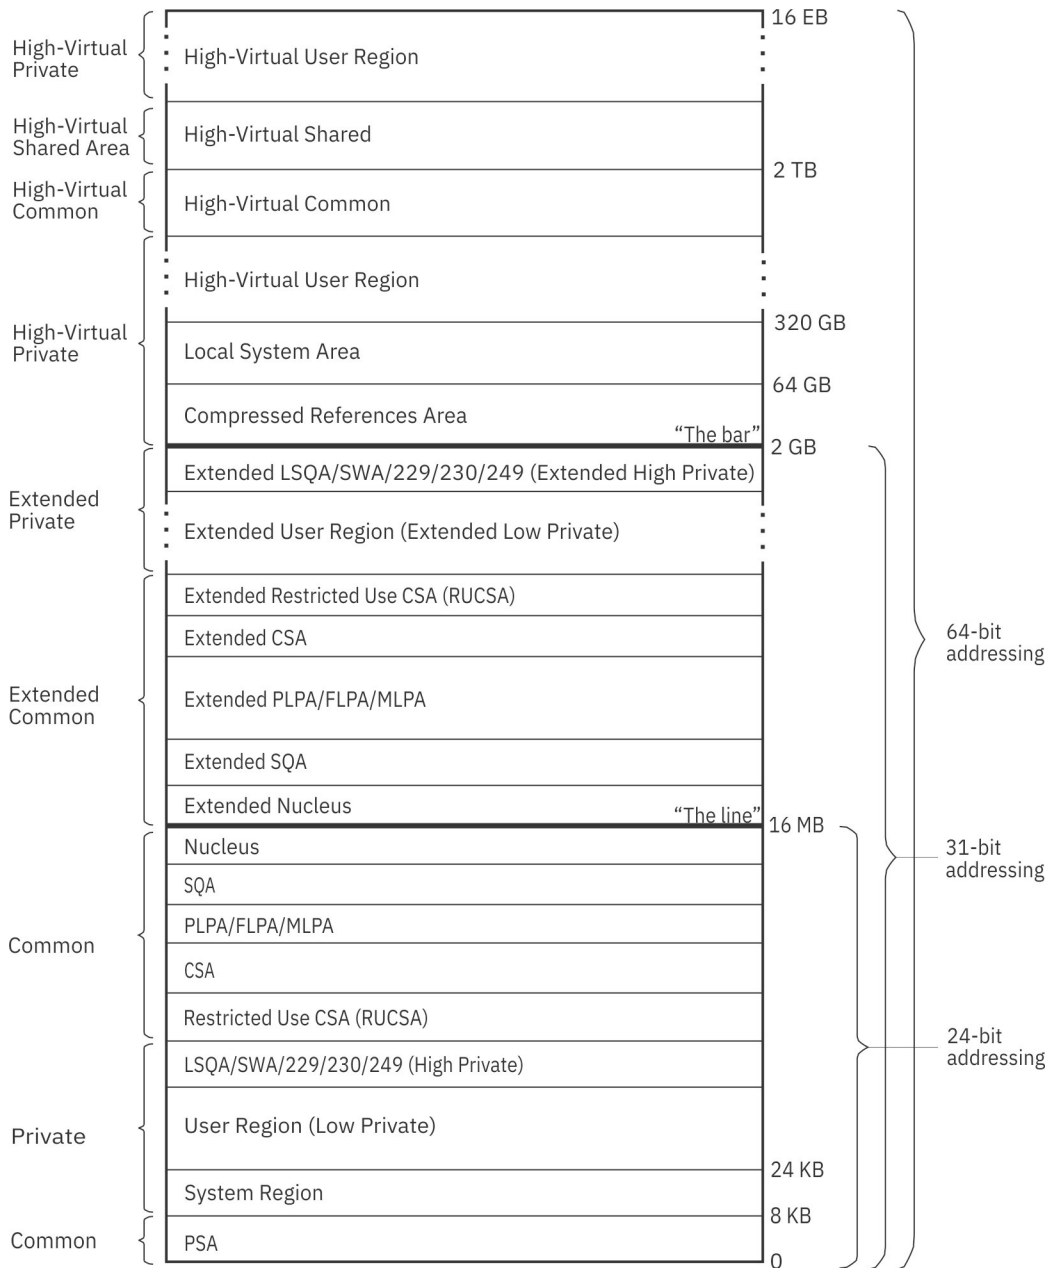 16 EB
High-Virtual
Private
High-Virtual User Region
High-Virtual
Shared Area
High-Virtual Shared
2 TB
High-Virtual
Common
High-Virtual Common
High-Virtual User Region
320 GB
High-Virtual
Private
Local System Area
64 GB
Compressed References Area
“The bar”
2 GB
Extended LSQA/SWA/229/230/249 (Extended High Private)
Extended
Private
Extended User Region (Extended Low Private)
Extended Restricted Use CSA (RUCSA)
Extended CSA
64-bit
addressing
Extended
Common
Extended PLPA/FLPA/MLPA
Extended SQA
Extended Nucleus
“The line”
16 MB
Nucleus
31-bit
addressing
SQA
PLPA/FLPA/MLPA
Common
CSA
Restricted Use CSA (RUCSA)
24-bit
addressing
LSQA/SWA/229/230/249 (High Private)
User Region (Low Private)
Private
24 KB
System Region
8 KB
Common
PSA
0